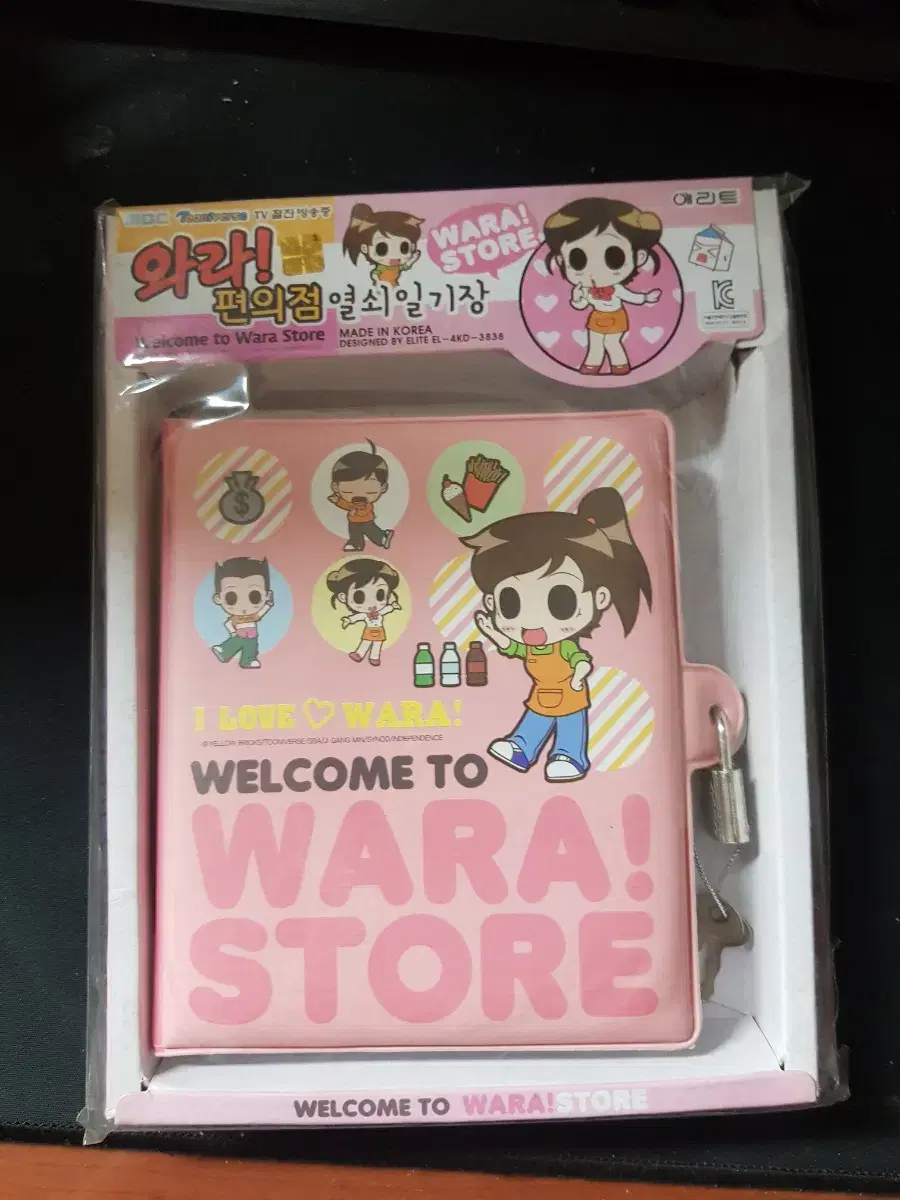 MBC Tooniverse TV 절찬 방송중
에리트
와라!
편의점 열쇠일기장
WARA!
STORE
Welcome to Wara Store
MADE IN KOREA
DESIGNED BY ELITE EL-4KD-3836
I LOVE ♡ WARA!
WELCOME TO
WARA!
STORE
WELCOME TO WARA!STORE